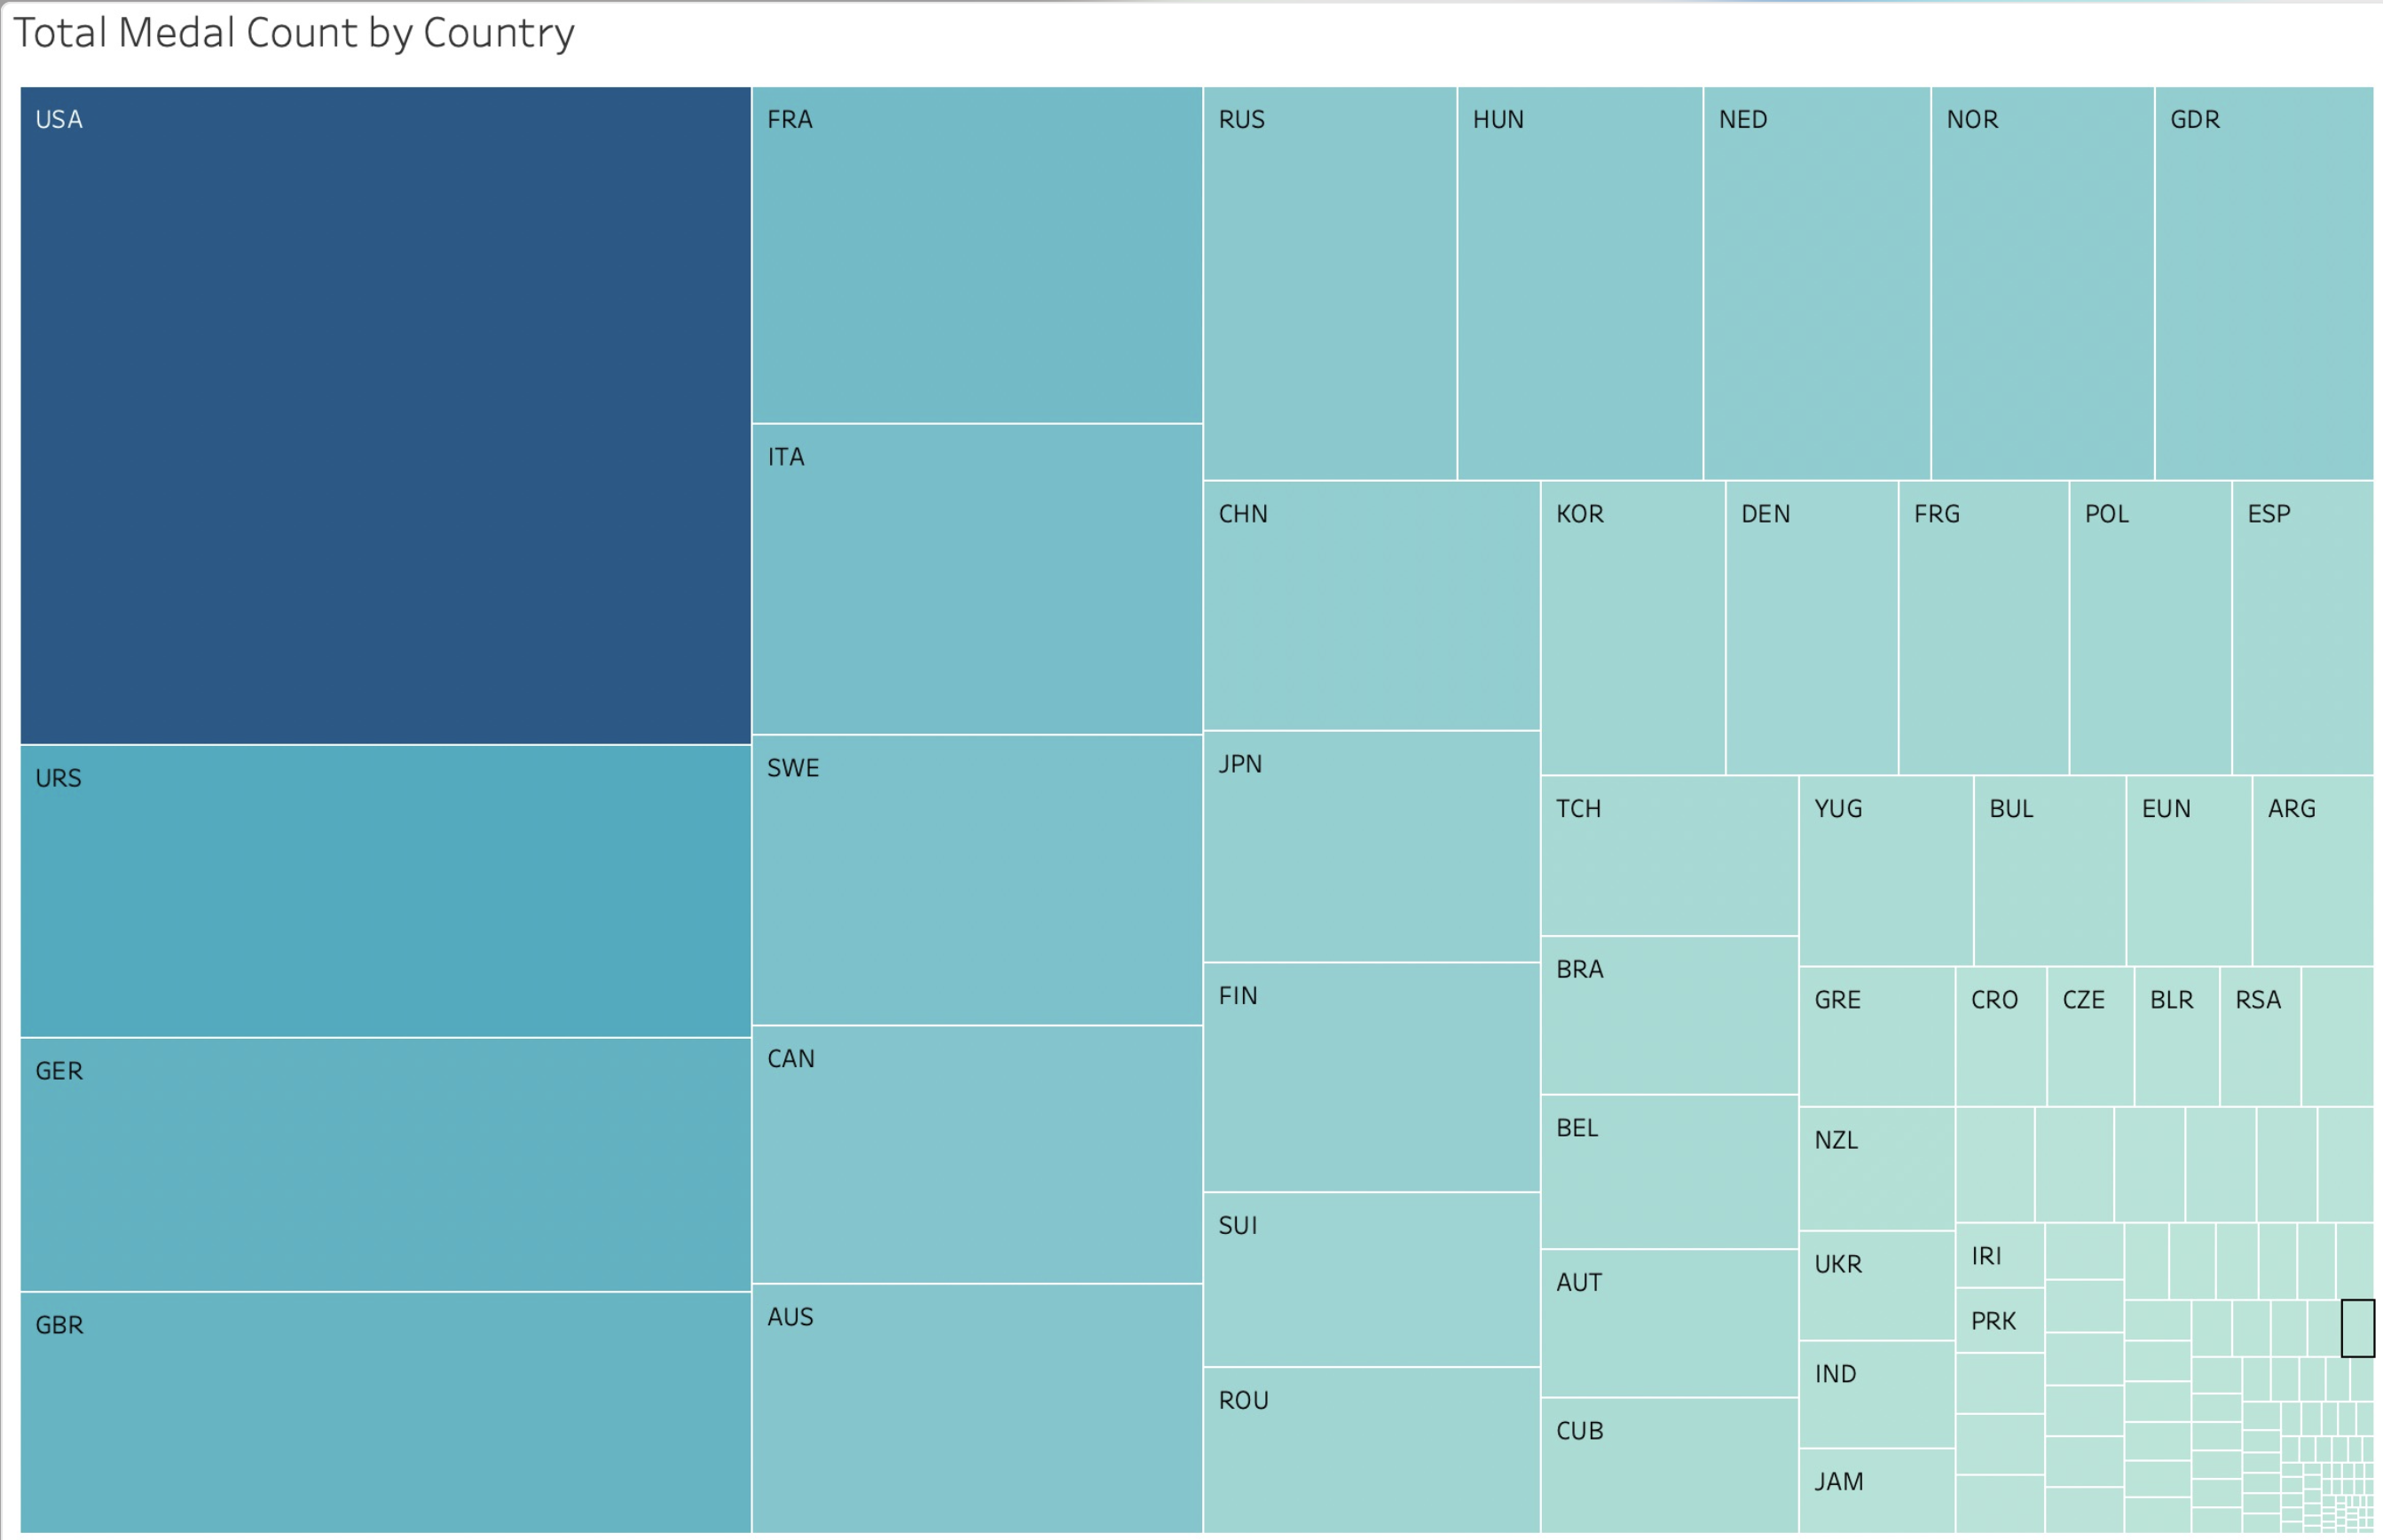 Total Medal Count by Country
USA
URS
GER
GBR
FRA
ITA
SWE
CAN
AUS
RUS
HUN
NED
NOR
GDR
CHN
JPN
FIN
SUI
ROU
KOR
DEN
FRG
POL
ESP
TCH
BRA
BEL
AUT
CUB
YUG
BUL
EUN
ARG
GRE
NZL
UKR
IND
JAM
CRO
CZE
BLR
RSA
IRI
PRK